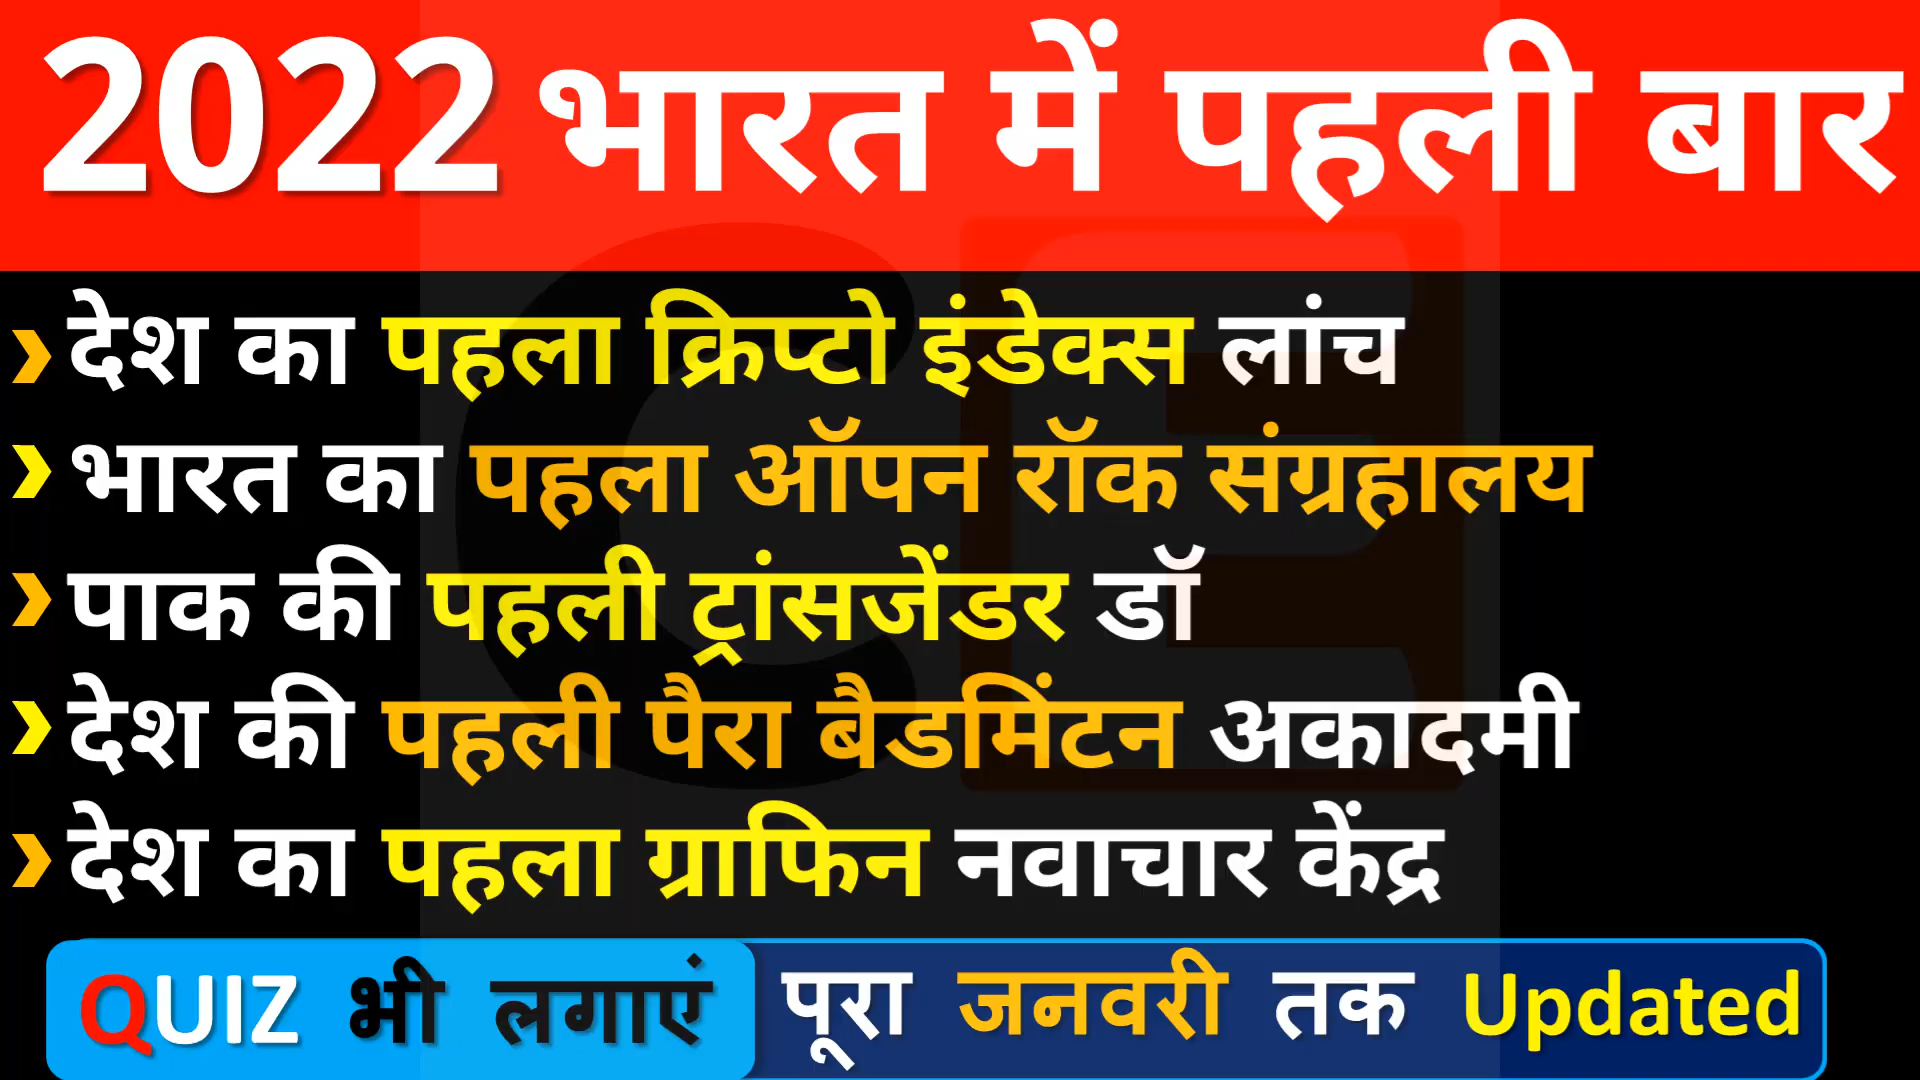 2022 भारत में पहली बार
देश का पहला क्रिप्टो इंडेक्स लांच
भारत का पहला ऑपन रॉक संग्रहालय
पाक की पहली ट्रांसजेंडर डॉ
देश की पहली पैरा बैडमिंटन अकादमी
देश का पहला ग्राफिन नवाचार केंद्र
QUIZ भी लगाएं पूरा जनवरी तक Updated